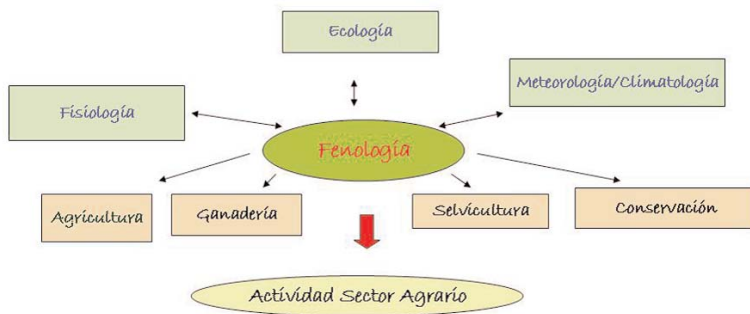 Ecología
Meteorología/Climatología
Fisiología
Fenología
Agricultura
Ganadería
Selvicultura
Conservación
Actividad Sector Agrario